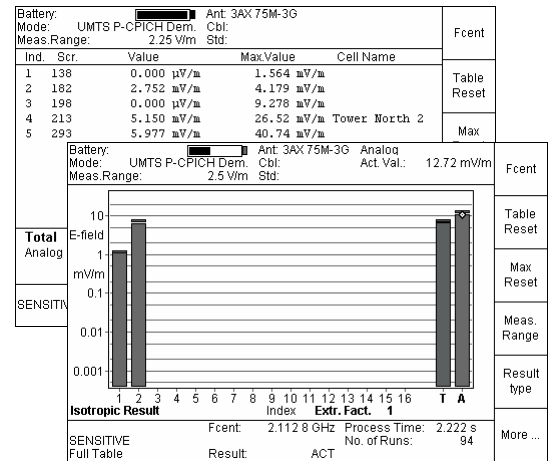 Battery: Ant: 3AX 75M-3G
Mode: UMTS P-CPICH Dem. Cbl:
Meas.Range: 2.25 V/m Std:
Fcent
Ind. Scr. Value Max.Value Cell Name
1 138 0.000 µV/m 1.564 mV/m
2 182 2.752 mV/m 4.179 mV/m
3 198 0.000 µV/m 9.278 mV/m
4 213 5.150 mV/m 26.52 mV/m Tower North 2
5 293 5.977 mV/m 40.74 mV/m
Table
Reset
Max
Total
Analog
SENSITIV
Battery: Ant: 3AX 75M-3G Analog
Mode: UMTS P-CPICH Dem. Cbl: Act. Val.: 12.72 mV/m
Meas.Range: 2.5 V/m Std:
Fcent
Table
Reset
Max
Reset
Meas.
Range
Result
type
More ...
10
E-field
1
mV/m
0.1
0.01
0.001
1 2 3 4 5 6 7 8 9 10 11 12 13 14 15 16 T A
Isotropic Result Index Extr. Fact. 1
Fcent: 2.112 8 GHz Process Time: 2.222 s
SENSITIVE No. of Runs: 94
Full Table Result: ACT